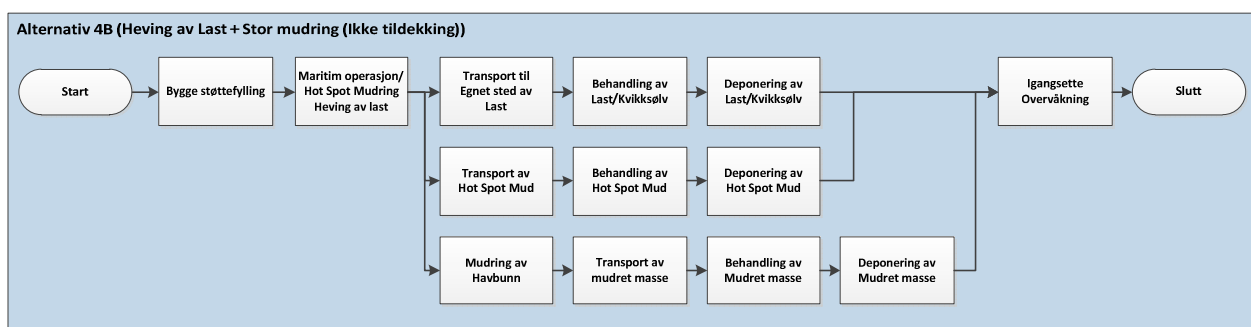 Alternativ 4B (Heving av Last + Stor mudring (Ikke tildekking))
Start
Bygge støttefylling
Maritim operasjon/
Hot Spot Mudring
Heving av last
Transport til
Egnet sted av
Last
Behandling av
Last/Kvikksølv
Deponering av
Last/Kvikksølv
Igangsette
Overvåkning
Slutt
Transport av
Hot Spot Mud
Behandling av
Hot Spot Mud
Deponering av
Hot Spot Mud
Mudring av
Havbunn
Transport av
mudret masse
Behandling av
Mudret masse
Deponering av
Mudret masse